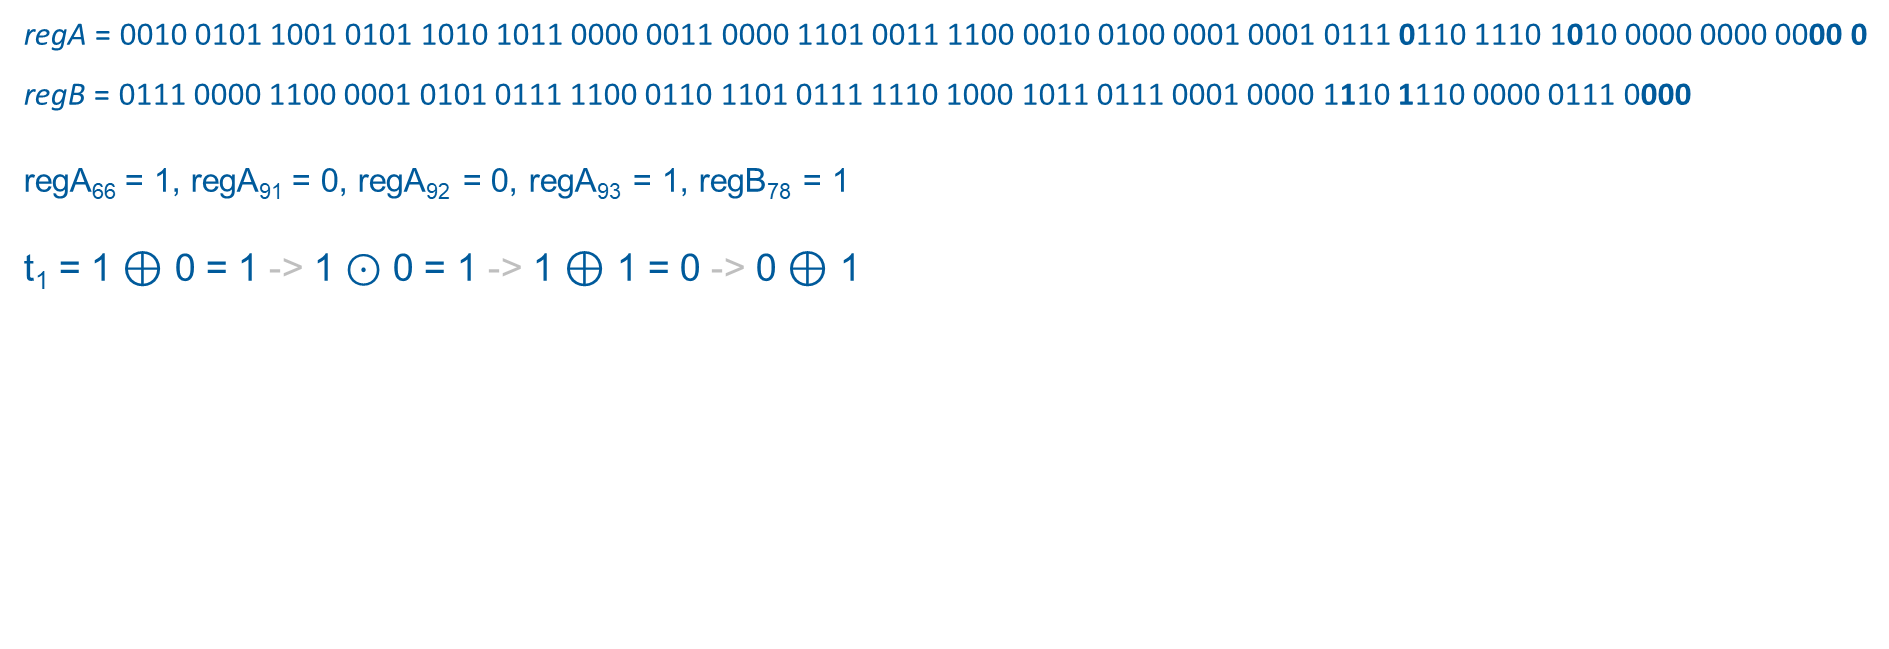 regA = 0010 0101 1001 0101 1010 1011 0000 0011 0000 1101 0011 1100 0010 0100 0001 0001 0111 0110 1110 1010 0000 0000 0000 0
regB = 0111 0000 1100 0001 0101 0111 1100 0110 1101 0111 1110 1000 1011 0111 0001 0000 1110 1110 0000 0111 0000
regA₆₆ = 1, regA₉₁ = 0, regA₉₂ = 0, regA₉₃ = 1, regB₇₈ = 1
t₁ = 1 ⊕ 0 = 1 -> 1 ⊙ 0 = 1 -> 1 ⊕ 1 = 0 -> 0 ⊕ 1